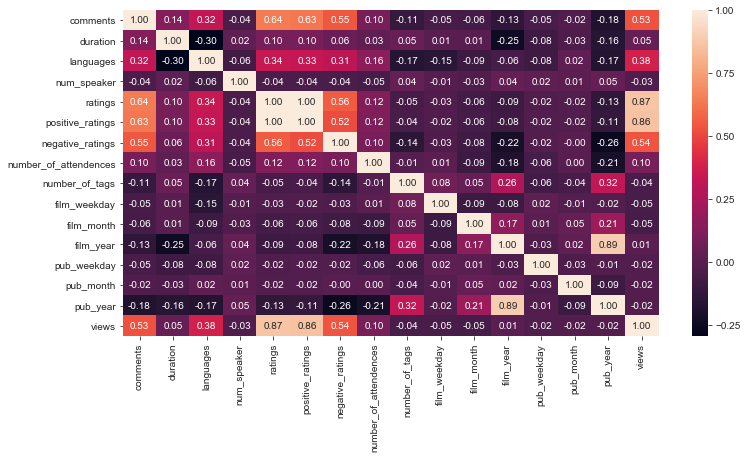 comments 1.00 0.14 0.32 -0.04 0.64 0.63 0.55 0.10 -0.11 -0.05 -0.06 -0.13 -0.05 -0.02 -0.18 0.53
duration 0.14 1.00 -0.30 0.02 0.10 0.10 0.06 0.03 0.05 0.01 0.01 -0.25 -0.08 -0.03 -0.16 0.05
languages 0.32 -0.30 1.00 -0.06 0.34 0.33 0.31 0.16 -0.17 -0.15 -0.09 -0.06 -0.08 0.02 -0.17 0.38
num_speaker -0.04 0.02 -0.06 1.00 -0.04 -0.04 -0.04 -0.05 0.04 -0.01 -0.03 0.04 0.02 0.01 0.05 -0.03
ratings 0.64 0.10 0.34 -0.04 1.00 1.00 0.56 0.12 -0.05 -0.03 -0.06 -0.09 -0.02 -0.02 -0.13 0.87
positive_ratings 0.63 0.10 0.33 -0.04 1.00 1.00 0.52 0.12 -0.04 -0.02 -0.06 -0.08 -0.02 -0.02 -0.11 0.86
negative_ratings 0.55 0.06 0.31 -0.04 0.56 0.52 1.00 0.10 -0.14 -0.03 -0.08 -0.22 -0.02 -0.00 -0.26 0.54
number_of_attendences 0.10 0.03 0.16 -0.05 0.12 0.12 0.10 1.00 -0.01 0.01 -0.09 -0.18 -0.06 0.00 -0.21 0.10
number_of_tags -0.11 0.05 -0.17 0.04 -0.05 -0.04 -0.14 -0.01 1.00 0.08 0.05 0.26 -0.06 -0.04 0.32 -0.04
film_weekday -0.05 0.01 -0.15 -0.01 -0.03 -0.02 -0.03 0.01 0.08 1.00 -0.09 -0.08 0.02 -0.01 -0.02 -0.05
film_month -0.06 0.01 -0.09 -0.03 -0.06 -0.06 -0.08 -0.09 0.05 -0.09 1.00 0.17 0.01 0.05 0.21 -0.05
film_year -0.13 -0.25 -0.06 0.04 -0.09 -0.08 -0.22 -0.18 0.26 -0.08 0.17 1.00 -0.03 0.02 0.89 0.01
pub_weekday -0.05 -0.08 -0.08 0.02 -0.02 -0.02 -0.02 -0.06 -0.06 0.02 0.01 -0.03 1.00 -0.03 -0.01 -0.02
pub_month -0.02 -0.03 0.02 0.01 -0.02 -0.02 -0.00 0.00 -0.04 -0.01 0.05 0.02 -0.03 1.00 -0.09 -0.02
pub_year -0.18 -0.16 -0.17 0.05 -0.13 -0.11 -0.26 -0.21 0.32 -0.02 0.21 0.89 -0.01 -0.09 1.00 -0.02
views 0.53 0.05 0.38 -0.03 0.87 0.86 0.54 0.10 -0.04 -0.05 -0.05 0.01 -0.02 -0.02 -0.02 1.00
comments
duration
languages
num_speaker
ratings
positive_ratings
negative_ratings
number_of_attendences
number_of_tags
film_weekday
film_month
film_year
pub_weekday
pub_month
pub_year
views
1.00
0.75
0.50
0.25
0.00
-0.25